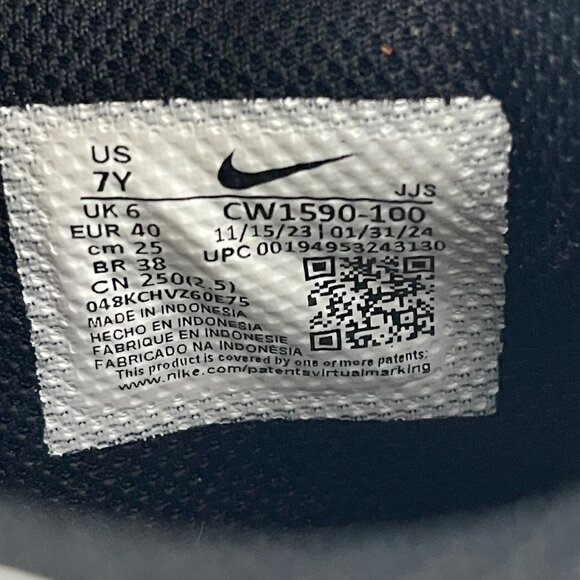 US
7Y
JJS
UK 6
CW1590-100
EUR 40
11/15/23 | 01/31/24
cm 25
UPC 00194953243130
BR 38
CN 250(2.5)
048KCHVZ60E75
MADE IN INDONESIA
HECHO EN INDONESIE
FABRIQUE EN INDONESIE
FABRICADO NA INDONÉSIA
This product is covered by one or more patents:
www.nike.com/patentsvirtualmarking